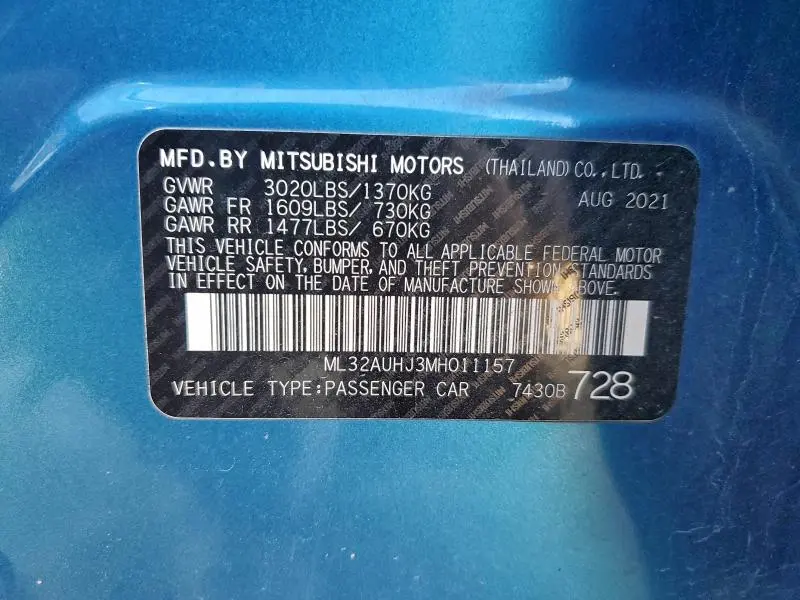 MFD.BY MITSUBISHI MOTORS (THAILAND)CO.,LTD.
GVWR 3020LBS/1370KG AUG 2021
GAWR FR 1609LBS/ 730KG
GAWR RR 1477LBS/ 670KG
THIS VEHICLE CONFORMS TO ALL APPLICABLE FEDERAL MOTOR
VEHICLE SAFETY, BUMPER, AND THEFT PREVENTION STANDARDS
IN EFFECT ON THE DATE OF MANUFACTURE SHOWN ABOVE.
ML32AUHJ3MH011157
VEHICLE TYPE:PASSENGER CAR 7430B 728